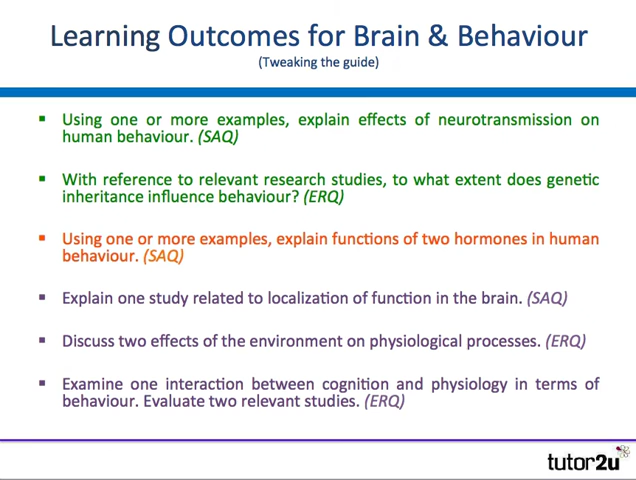 Learning Outcomes for Brain & Behaviour
(Tweaking the guide)
▪ Using one or more examples, explain effects of neurotransmission on
human behaviour. (SAQ)
▪ With reference to relevant research studies, to what extent does genetic
inheritance influence behaviour? (ERQ)
▪ Using one or more examples, explain functions of two hormones in human
behaviour. (SAQ)
▪ Explain one study related to localization of function in the brain. (SAQ)
▪ Discuss two effects of the environment on physiological processes. (ERQ)
▪ Examine one interaction between cognition and physiology in terms of
behaviour. Evaluate two relevant studies. (ERQ)
tutor2u